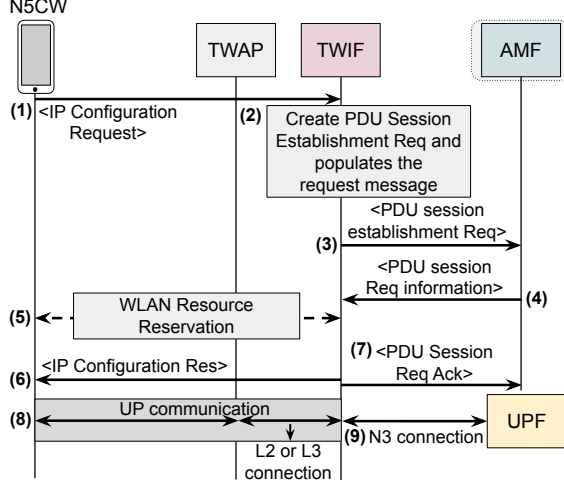 N5CW
TWAP
TWIF
AMF
(1)
<IP Configuration
Request>
(2)
Create PDU Session
Establishment Req and
populates the
request message
<PDU session
establishment Req>
(3)
<PDU session
Req information>
(4)
(5)
WLAN Resource
Reservation
(6)
<IP Configuration Res>
(7) <PDU Session
Req Ack>
(8)
UP communication
(9) N3 connection
UPF
L2 or L3
connection